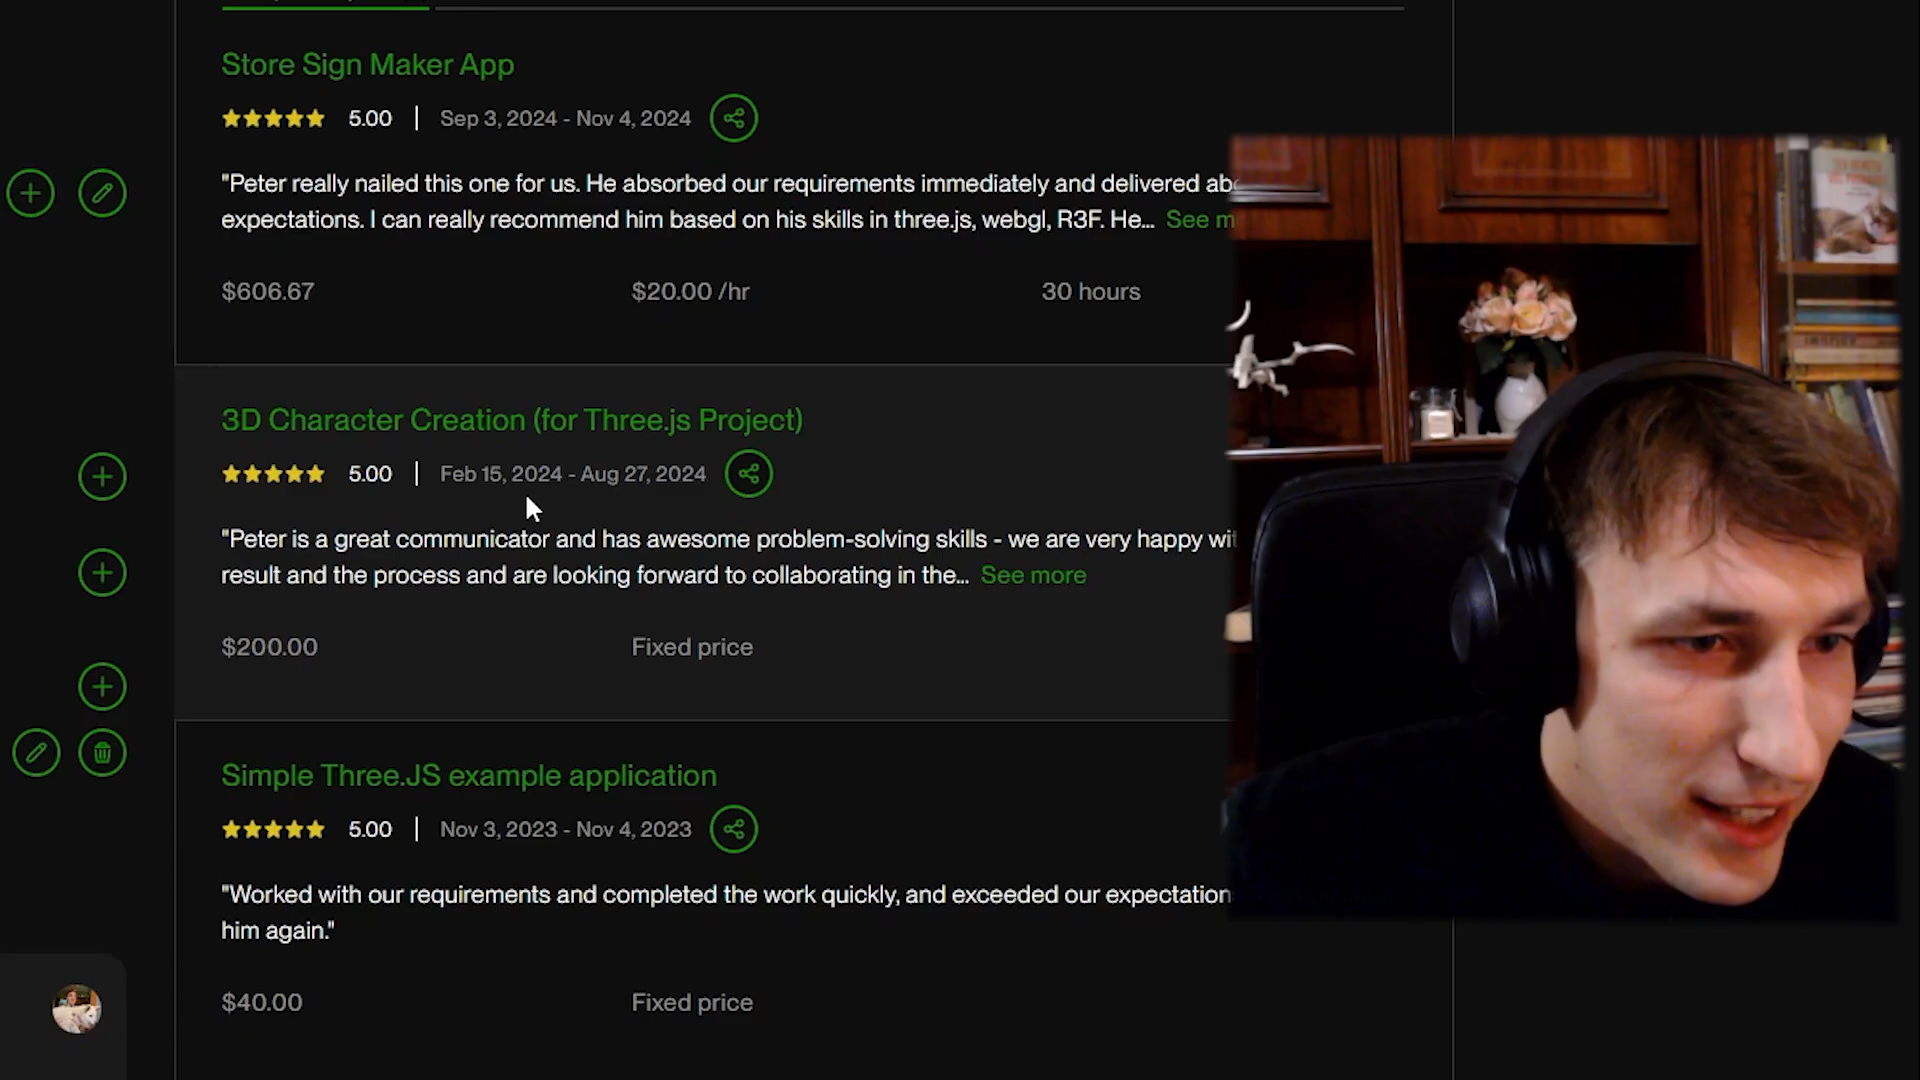 Store Sign Maker App
5.00 | Sep 3, 2024 - Nov 4, 2024
"Peter really nailed this one for us. He absorbed our requirements immediately and delivered
expectations. I can really recommend him based on his skills in three.js, webgl, R3F. He... See
$606.67 $20.00 /hr 30 hours
3D Character Creation (for Three.js Project)
5.00 | Feb 15, 2024 - Aug 27, 2024
"Peter is a great communicator and has awesome problem-solving skills - we are very happy
result and the process and are looking forward to collaborating in the... See more
$200.00 Fixed price
Simple Three.JS example application
5.00 | Nov 3, 2023 - Nov 4, 2023
"Worked with our requirements and completed the work quickly, and exceeded our
him again."
$40.00 Fixed price